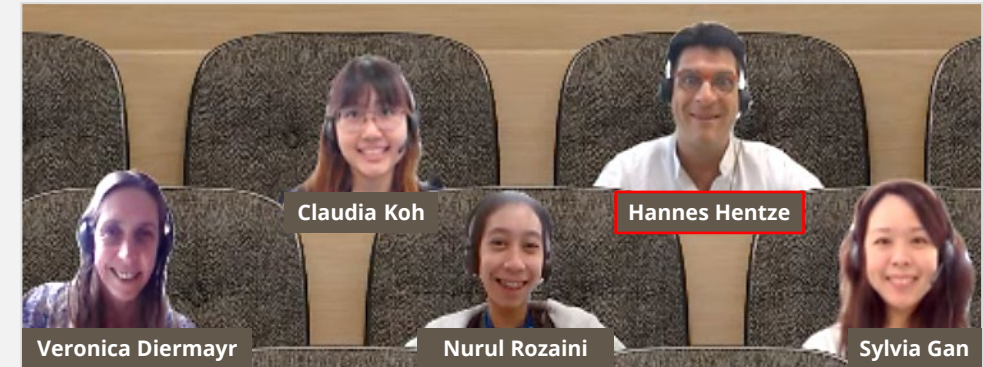 Claudia Koh
Hannes Hentze
Veronica Diermayr
Nurul Rozaini
Sylvia Gan